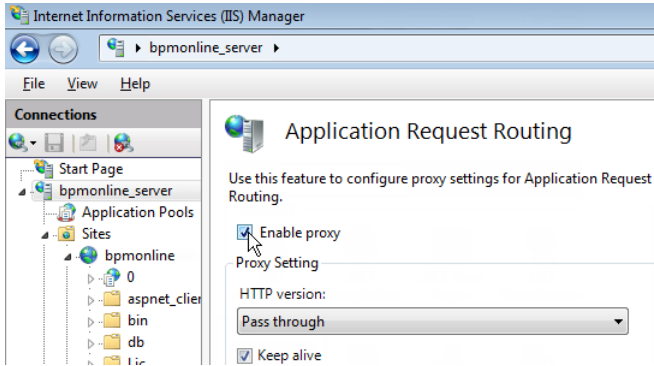 Internet Information Services (IIS) Manager
bpmonline_server
File View Help
Connections
Start Page
bpmonline_server
Application Pools
Sites
bpmonline
0
aspnet_clien
bin
db
Lic
Application Request Routing
Use this feature to configure proxy settings for Application Request
Routing.
Enable proxy
Proxy Setting
HTTP version:
Pass through
Keep alive